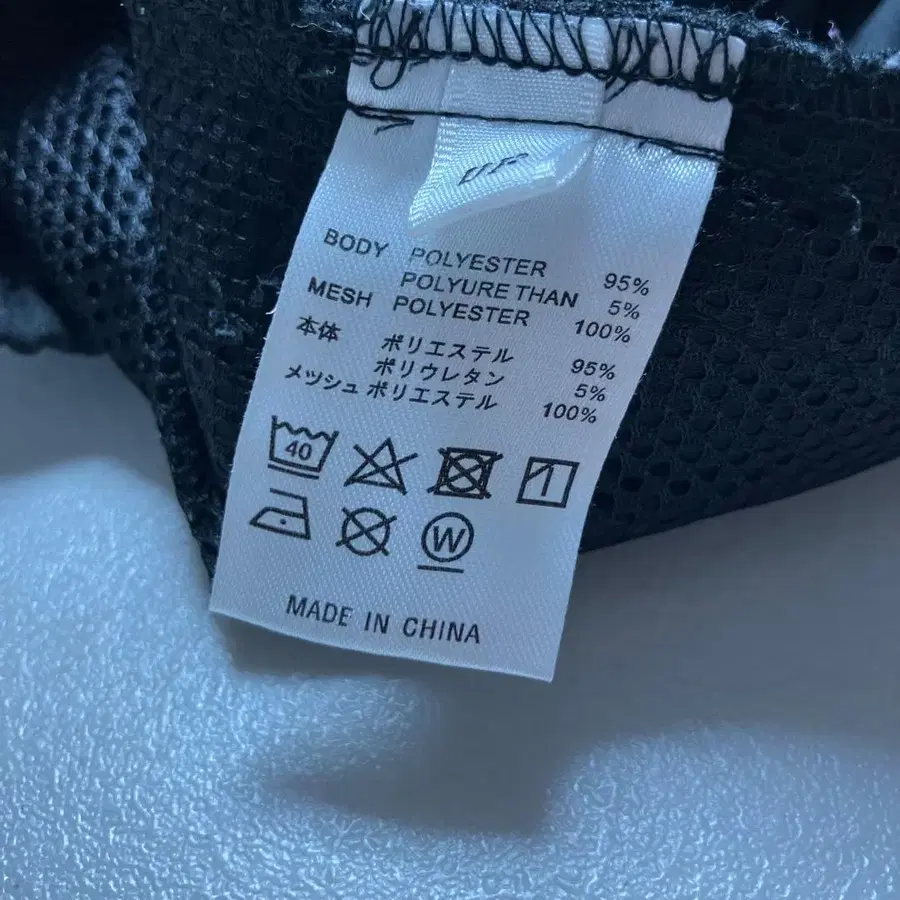 BODY POLYESTER 95%
POLYURE THAN 5%
MESH POLYESTER 100%
本体 ポリエステル 95%
ポリウレタン 5%
メッシュ ポリエステル 100%
40
W
MADE IN CHINA